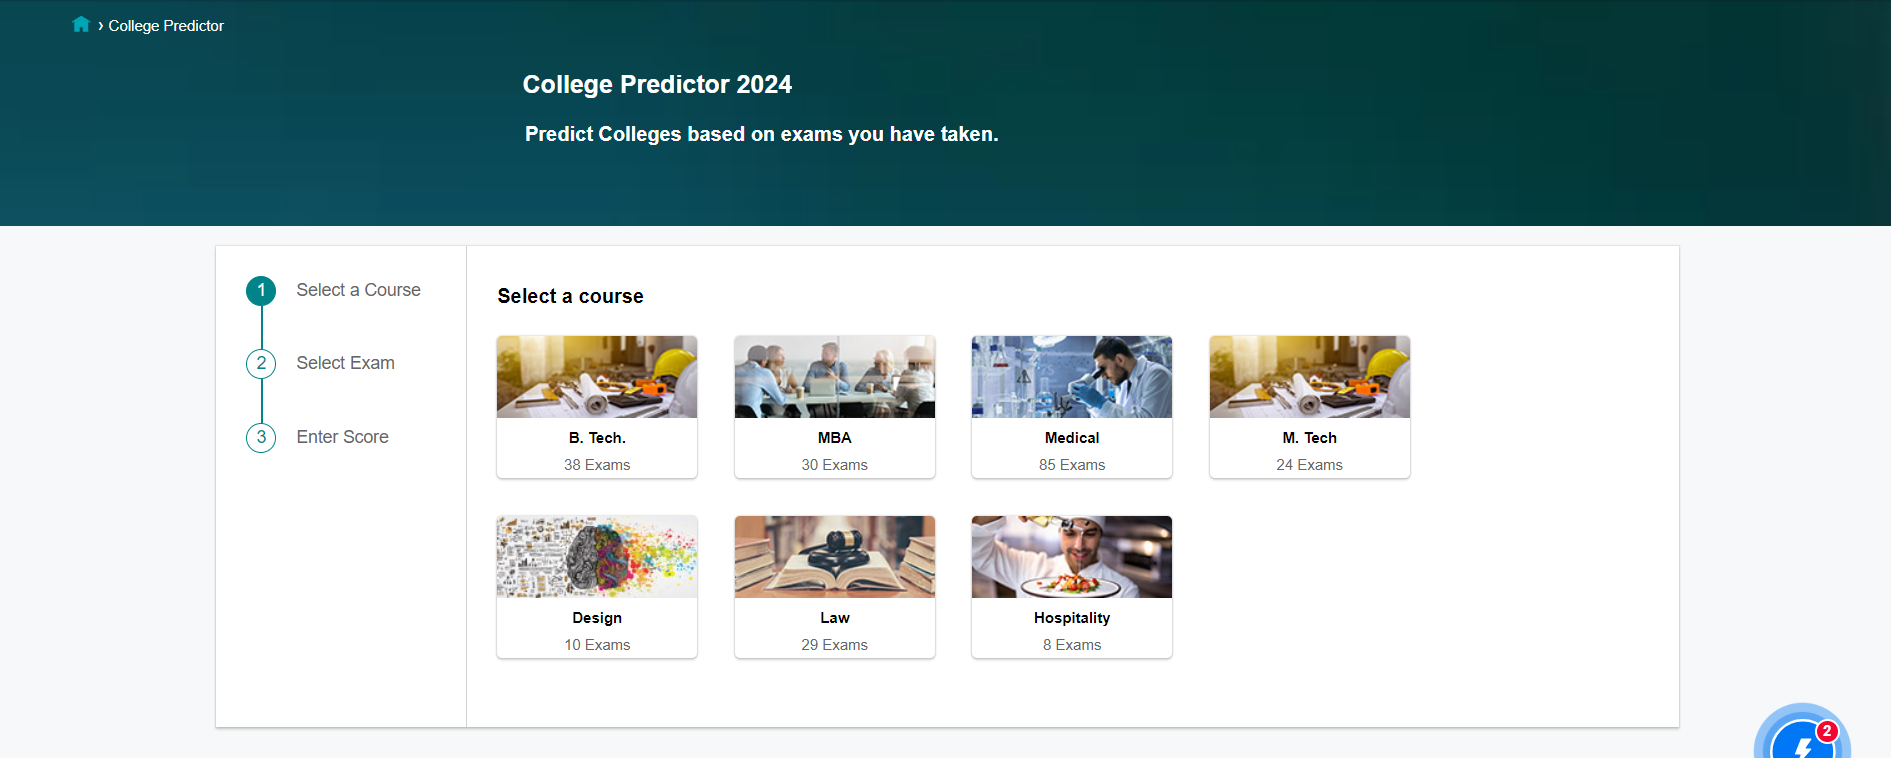 › College Predictor
College Predictor 2024
Predict Colleges based on exams you have taken.
1 Select a Course
2 Select Exam
3 Enter Score
Select a course
B. Tech.
38 Exams
MBA
30 Exams
Medical
85 Exams
M. Tech
24 Exams
Design
10 Exams
Law
29 Exams
Hospitality
8 Exams
2